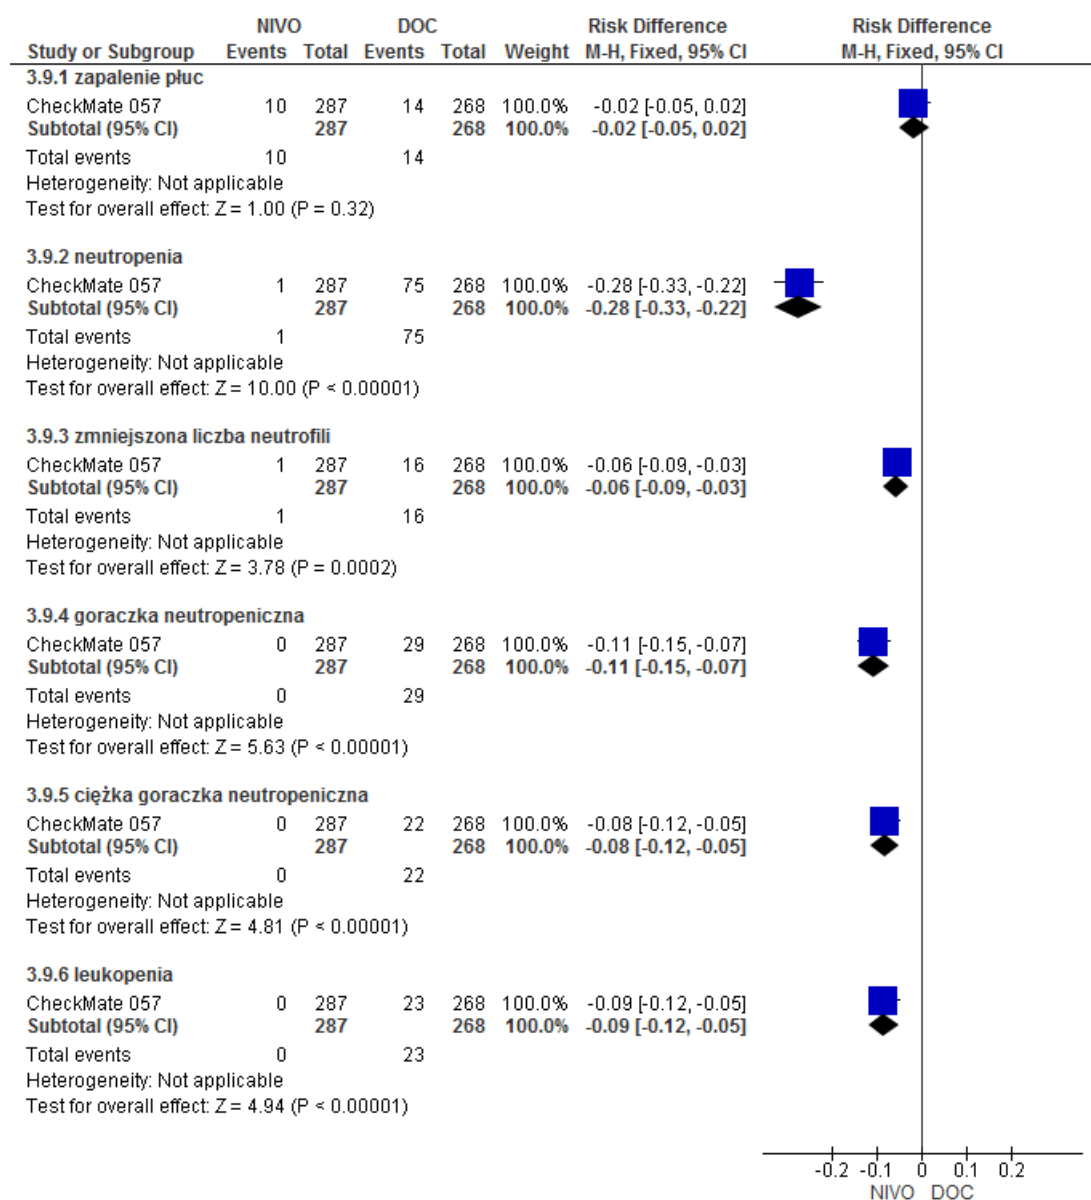 NIVO DOC Risk Difference Risk Difference
Study or Subgroup Events Total Events Total Weight M-H, Fixed, 95% CI M-H, Fixed, 95% CI
3.9.1 zapalenie płuc
CheckMate 057 10 287 14 268 100.0% -0.02 [-0.05, 0.02]
Subtotal (95% CI) 287 268 100.0% -0.02 [-0.05, 0.02]
Total events 10 14
Heterogeneity: Not applicable
Test for overall effect: Z = 1.00 (P = 0.32)
3.9.2 neutropenia
CheckMate 057 1 287 75 268 100.0% -0.28 [-0.33, -0.22]
Subtotal (95% CI) 287 268 100.0% -0.28 [-0.33, -0.22]
Total events 1 75
Heterogeneity: Not applicable
Test for overall effect: Z = 10.00 (P < 0.00001)
3.9.3 zmniejszona liczba neutrofili
CheckMate 057 1 287 16 268 100.0% -0.06 [-0.09, -0.03]
Subtotal (95% CI) 287 268 100.0% -0.06 [-0.09, -0.03]
Total events 1 16
Heterogeneity: Not applicable
Test for overall effect: Z = 3.78 (P = 0.0002)
3.9.4 goraczka neutropeniczna
CheckMate 057 0 287 29 268 100.0% -0.11 [-0.15, -0.07]
Subtotal (95% CI) 287 268 100.0% -0.11 [-0.15, -0.07]
Total events 0 29
Heterogeneity: Not applicable
Test for overall effect: Z = 5.63 (P < 0.00001)
3.9.5 ciężka goraczka neutropeniczna
CheckMate 057 0 287 22 268 100.0% -0.08 [-0.12, -0.05]
Subtotal (95% CI) 287 268 100.0% -0.08 [-0.12, -0.05]
Total events 0 22
Heterogeneity: Not applicable
Test for overall effect: Z = 4.81 (P < 0.00001)
3.9.6 leukopenia
CheckMate 057 0 287 23 268 100.0% -0.09 [-0.12, -0.05]
Subtotal (95% CI) 287 268 100.0% -0.09 [-0.12, -0.05]
Total events 0 23
Heterogeneity: Not applicable
Test for overall effect: Z = 4.94 (P < 0.00001)
-0.2 -0.1 0 0.1 0.2
NIVO DOC